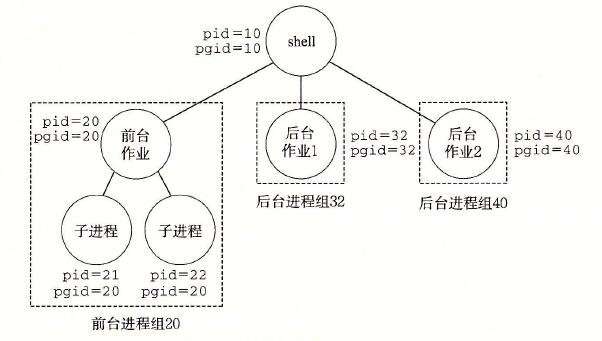 pid=10
pgid=10
shell
pid=20
pgid=20
前台
作业
后台
作业1
pid=32
pgid=32
后台
作业2
pid=40
pgid=40
后台进程组32
后台进程组40
子进程
子进程
pid=21
pgid=20
pid=22
pgid=20
前台进程组20